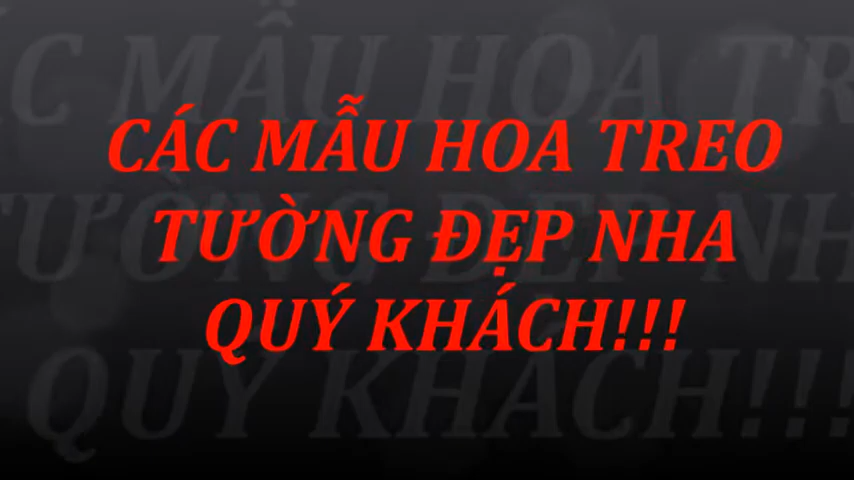 CÁC MẪU HOA TREO
TƯỜNG ĐẸP NHA
QUÝ KHÁCH!!!